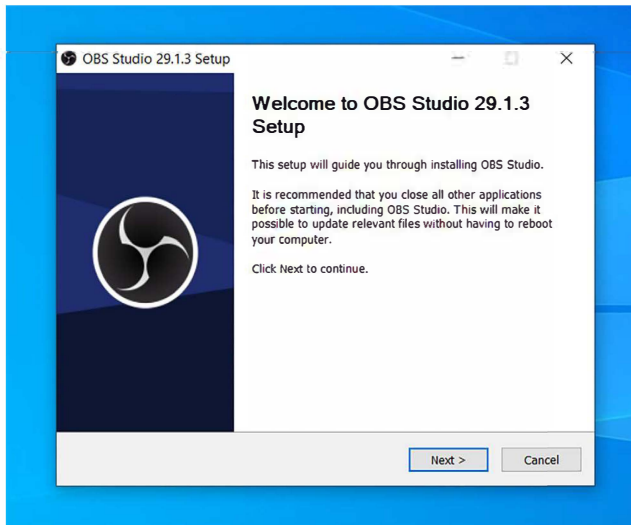 OBS Studio 29.1.3 Setup
Welcome to OBS Studio 29.1.3
Setup
This setup will guide you through installing OBS Studio.
It is recommended that you close all other applications
before starting, including OBS Studio. This will make it
possible to update relevant files without having to reboot
your computer.
Click Next to continue.
Next >
Cancel